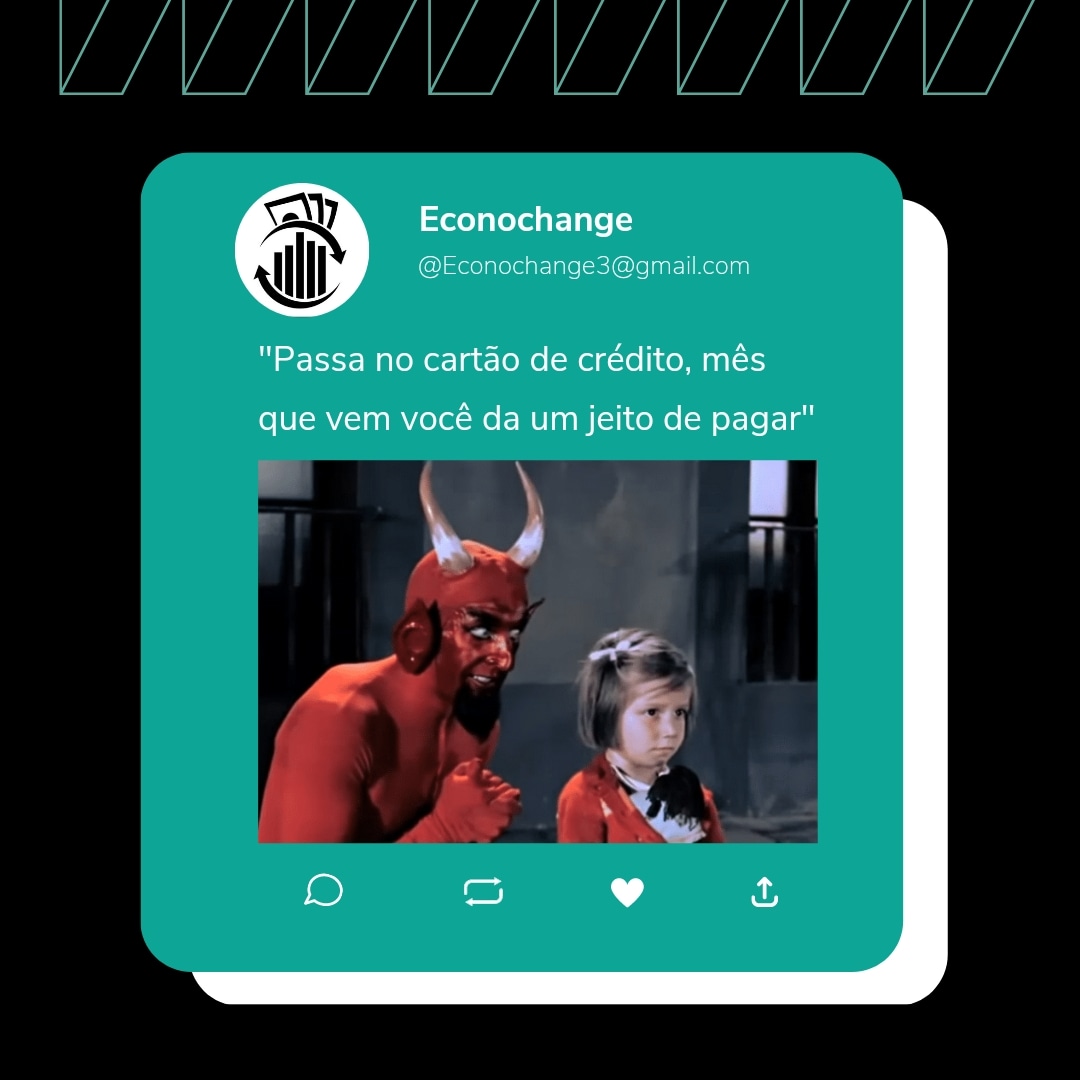 Econochange
@Econochange3@gmail.com
"Passa no cartão de crédito, mês
que vem você da um jeito de pagar"